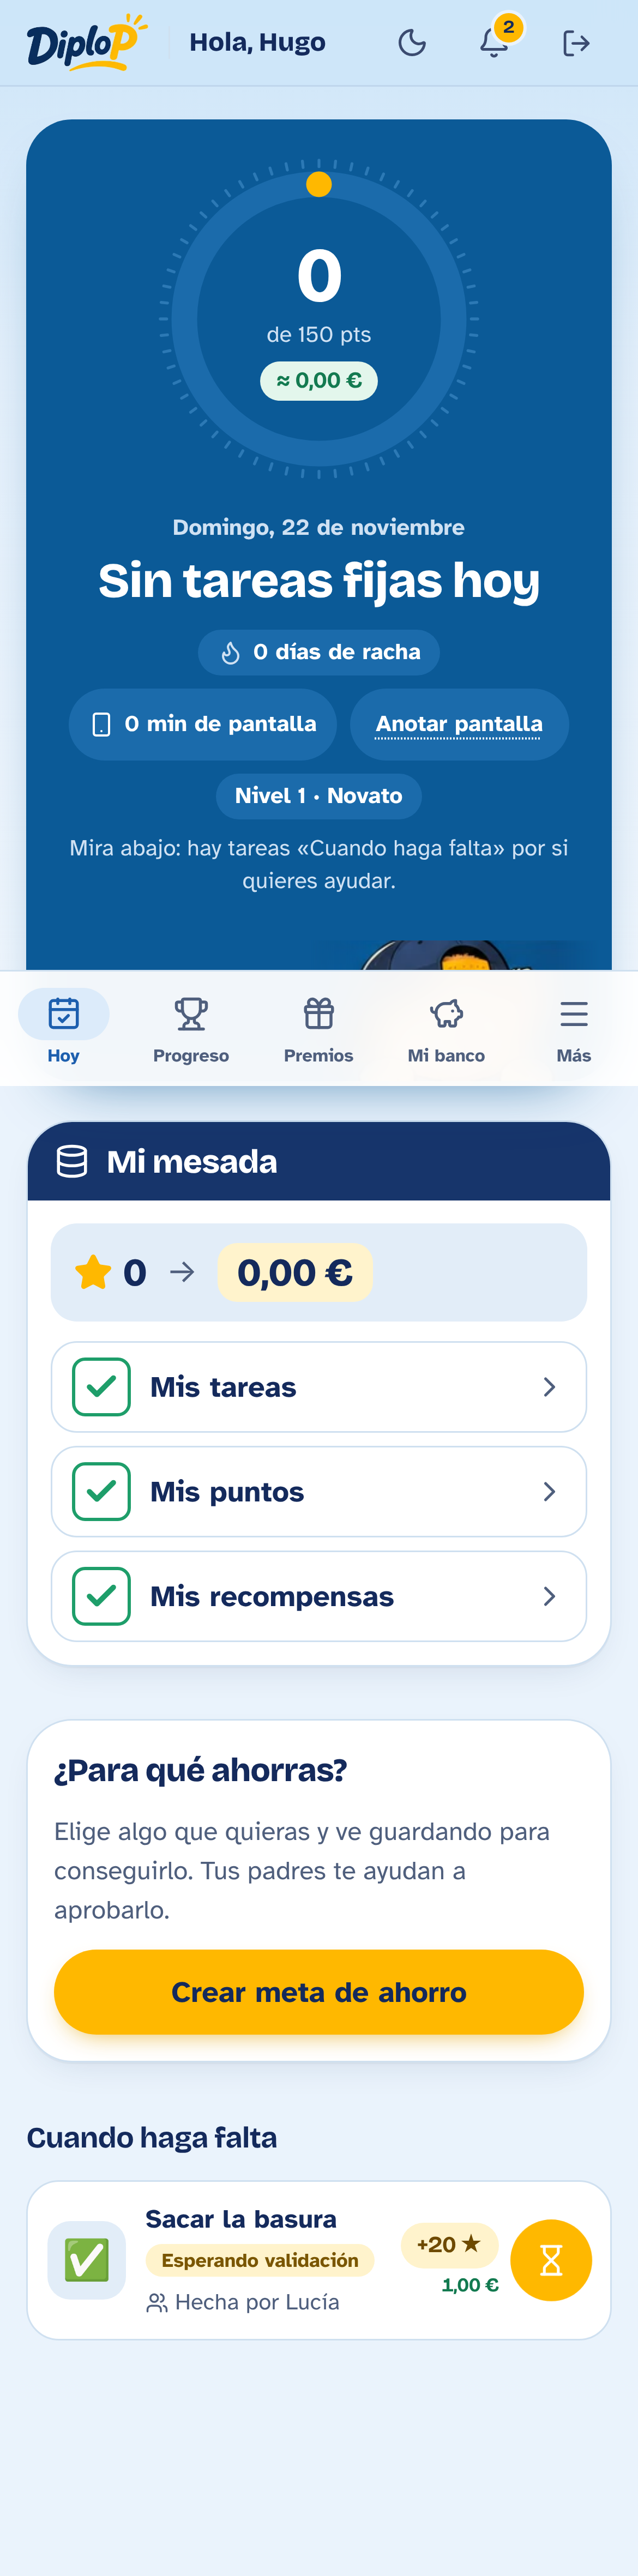 DiploP
Hola, Hugo
2
0
de 150 pts
≈ 0,00 €
Domingo, 22 de noviembre
Sin tareas fijas hoy
0 días de racha
0 min de pantalla
Anotar pantalla
Nivel 1 · Novato
Mira abajo: hay tareas «Cuando haga falta» por si
quieres ayudar.
Hoy
Progreso
Premios
Mi banco
Más
Mi mesada
0 → 0,00 €
Mis tareas
Mis puntos
Mis recompensas
¿Para qué ahorras?
Elige algo que quieras y ve guardando para
conseguirlo. Tus padres te ayudan a
aprobarlo.
Crear meta de ahorro
Cuando haga falta
Sacar la basura
Esperando validación
Hecha por Lucía
+20 ★
1,00 €